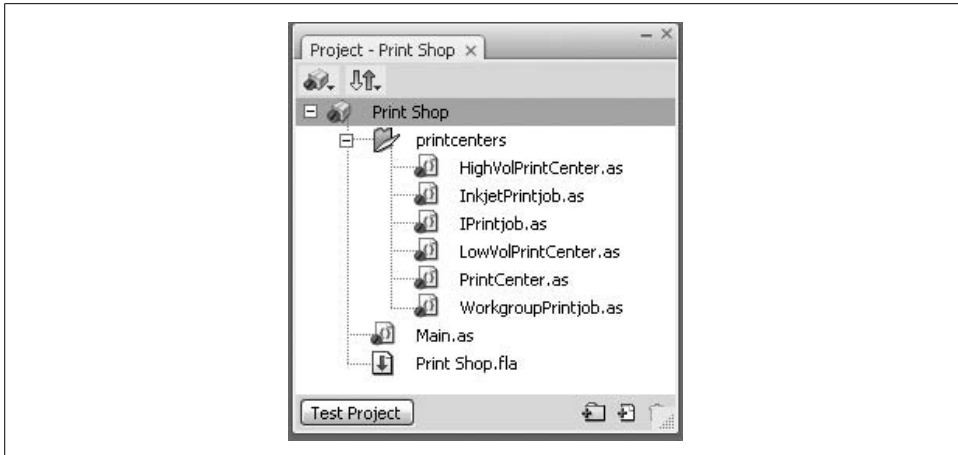 Project - Print Shop
Print Shop
printcenters
HighVolPrintCenter.as
InkjetPrintjob.as
IPrintjob.as
LowVolPrintCenter.as
PrintCenter.as
WorkgroupPrintjob.as
Main.as
Print Shop.fla
Test Project